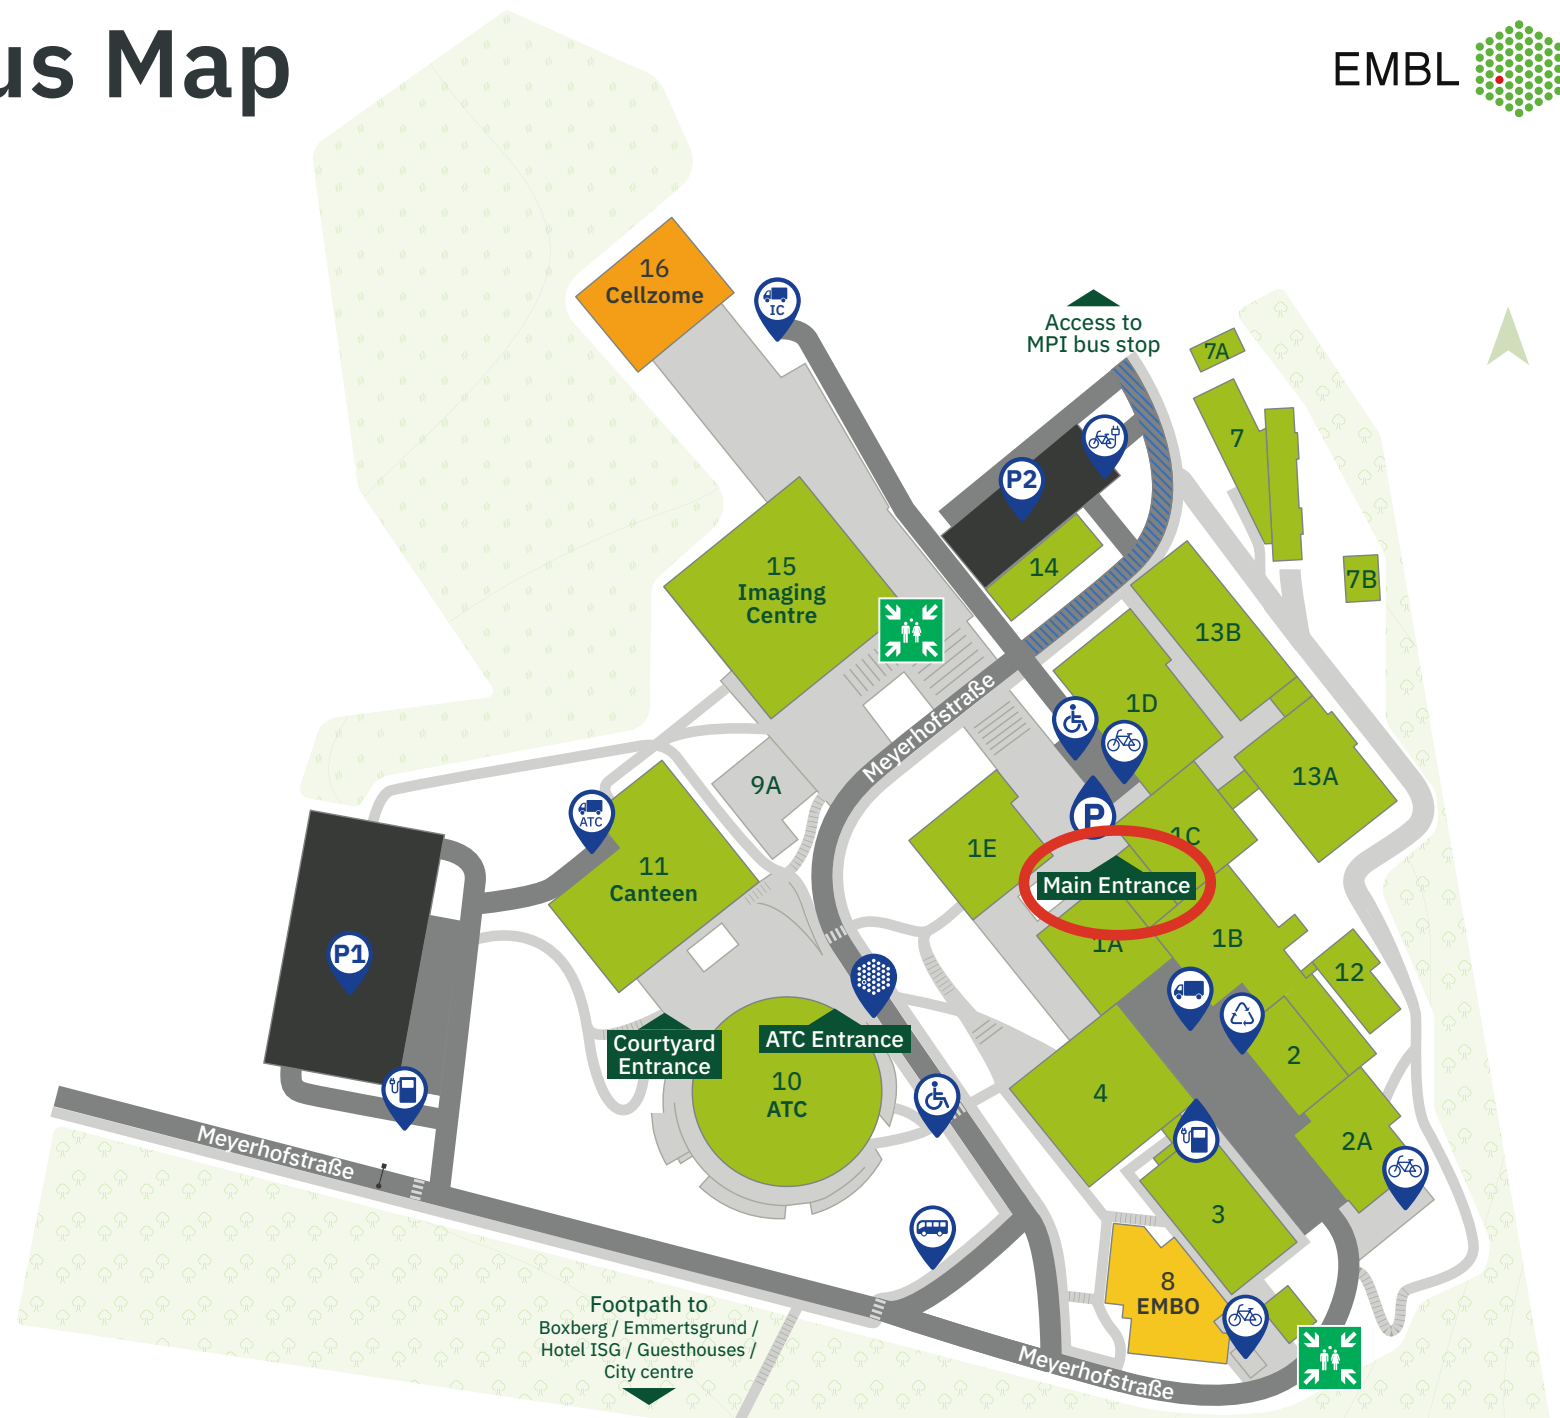 us Map
EMBL
16
Cellzome
IC
Access to
MPI bus stop
7A
7
P2
14
7B
15
Imaging
Centre
13B
1D
Meyerhofstraße
13A
9A
P
ATC
1E
1C
11
Canteen
Main Entrance
1A
1B
P1
12
Courtyard
Entrance
ATC Entrance
2
10
ATC
4
2A
Meyerhofstraße
3
8
EMBO
Footpath to
Boxberg / Emmertsgrund /
Hotel ISG / Guesthouses /
City centre
Meyerhofstraße